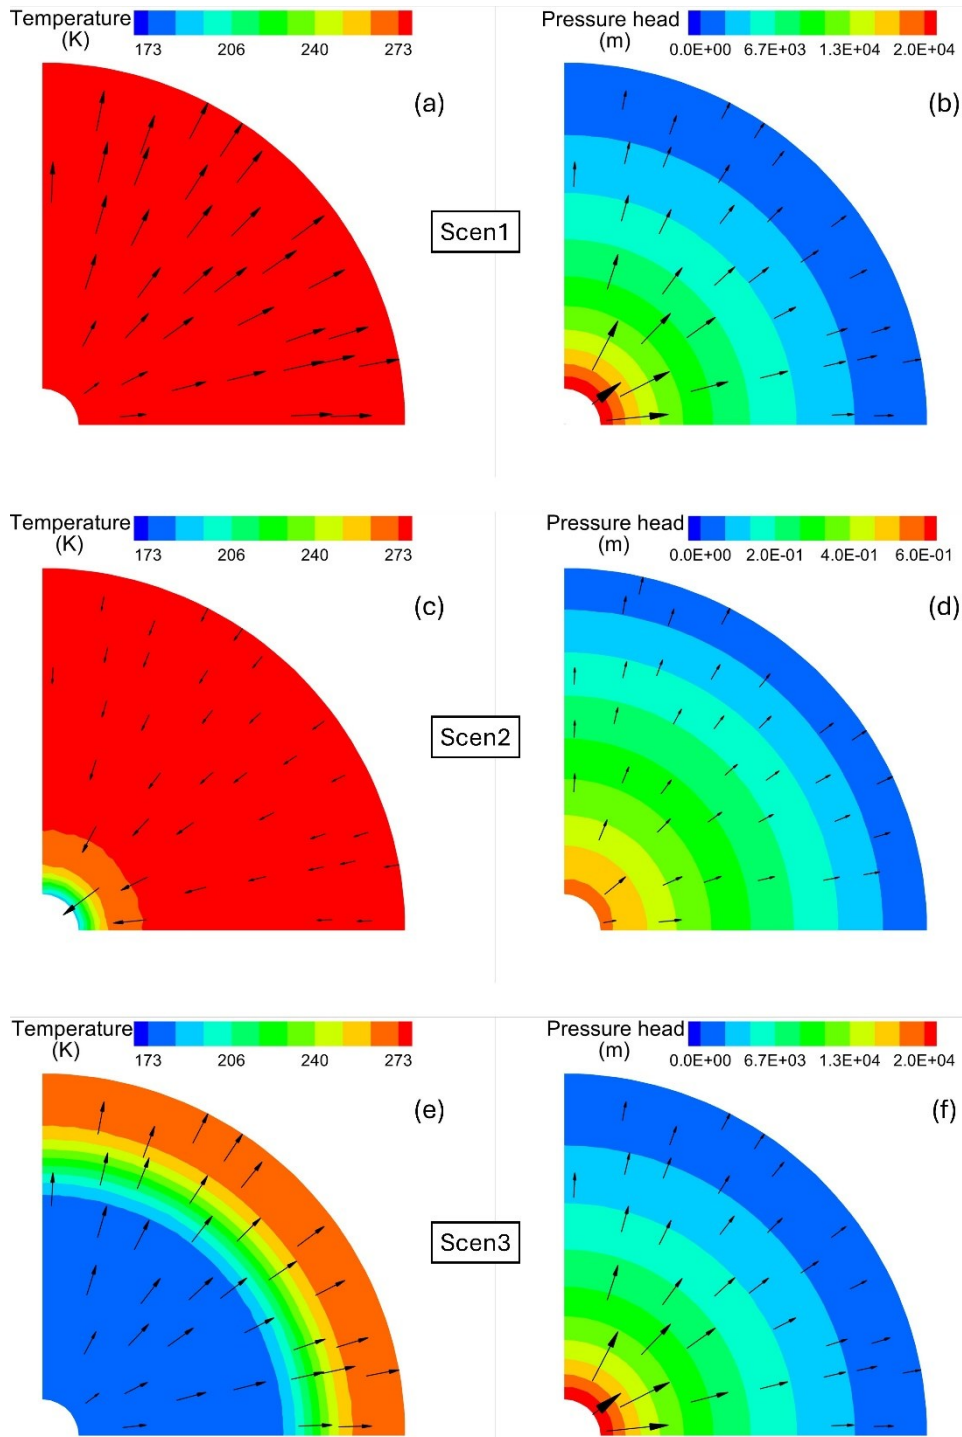 Temperature
(K)
173 206 240 273
(a)
Pressure head
(m)
0.0E+00 6.7E+03 1.3E+04 2.0E+04
(b)
Scen1
Temperature
(K)
173 206 240 273
(c)
Pressure head
(m)
0.0E+00 2.0E-01 4.0E-01 6.0E-01
(d)
Scen2
Temperature
(K)
173 206 240 273
(e)
Pressure head
(m)
0.0E+00 6.7E+03 1.3E+04 2.0E+04
(f)
Scen3